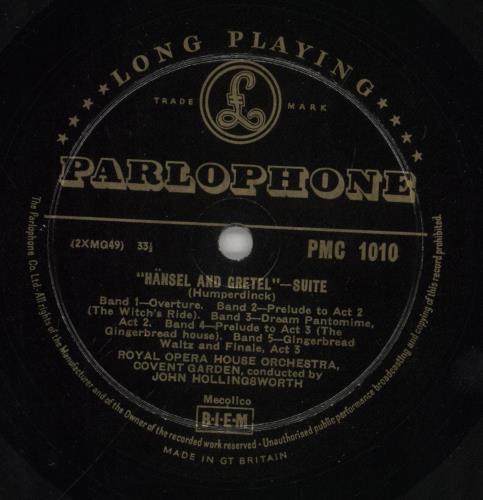 LONG PLAYING
TRADE MARK
£
PARLOPHONE
(2XMG49) 33⅓
PMC 1010
"HÄNSEL AND GRETEL"—SUITE
(Humperdinck)
Band 1—Overture. Band 2—Prelude to Act 2
(The Witch's Ride). Band 3—Dream Pantomime,
Act 2. Band 4—Prelude to Act 3 (The
Gingerbread house). Band 5—Gingerbread
Waltz and Finale, Act 3
ROYAL OPERA HOUSE ORCHESTRA,
COVENT GARDEN, conducted by
JOHN HOLLINGSWORTH
Mecolico
B·I·E·M
The Parlophone Co. Ltd. All rights of the Manufacturer and of the Owner of the recorded work reserved · Unauthorised public performance broadcasting and copying of this record prohibited.
MADE IN GT BRITAIN